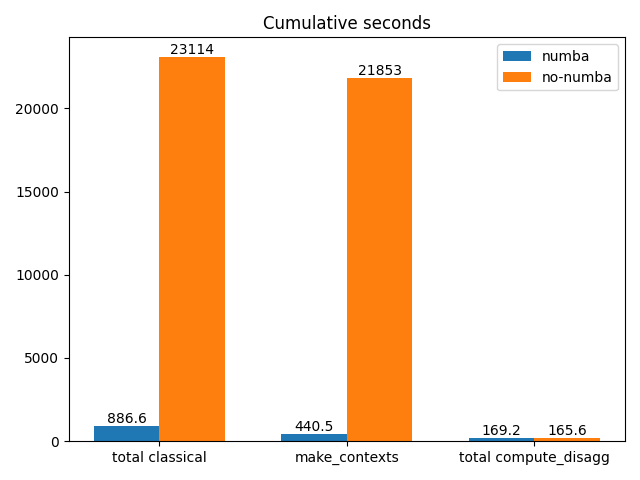 Cumulative seconds
numba
no-numba
20000
15000
10000
5000
0
886.6
23114
440.5
21853
169.2
165.6
total classical
make_contexts
total compute_disagg